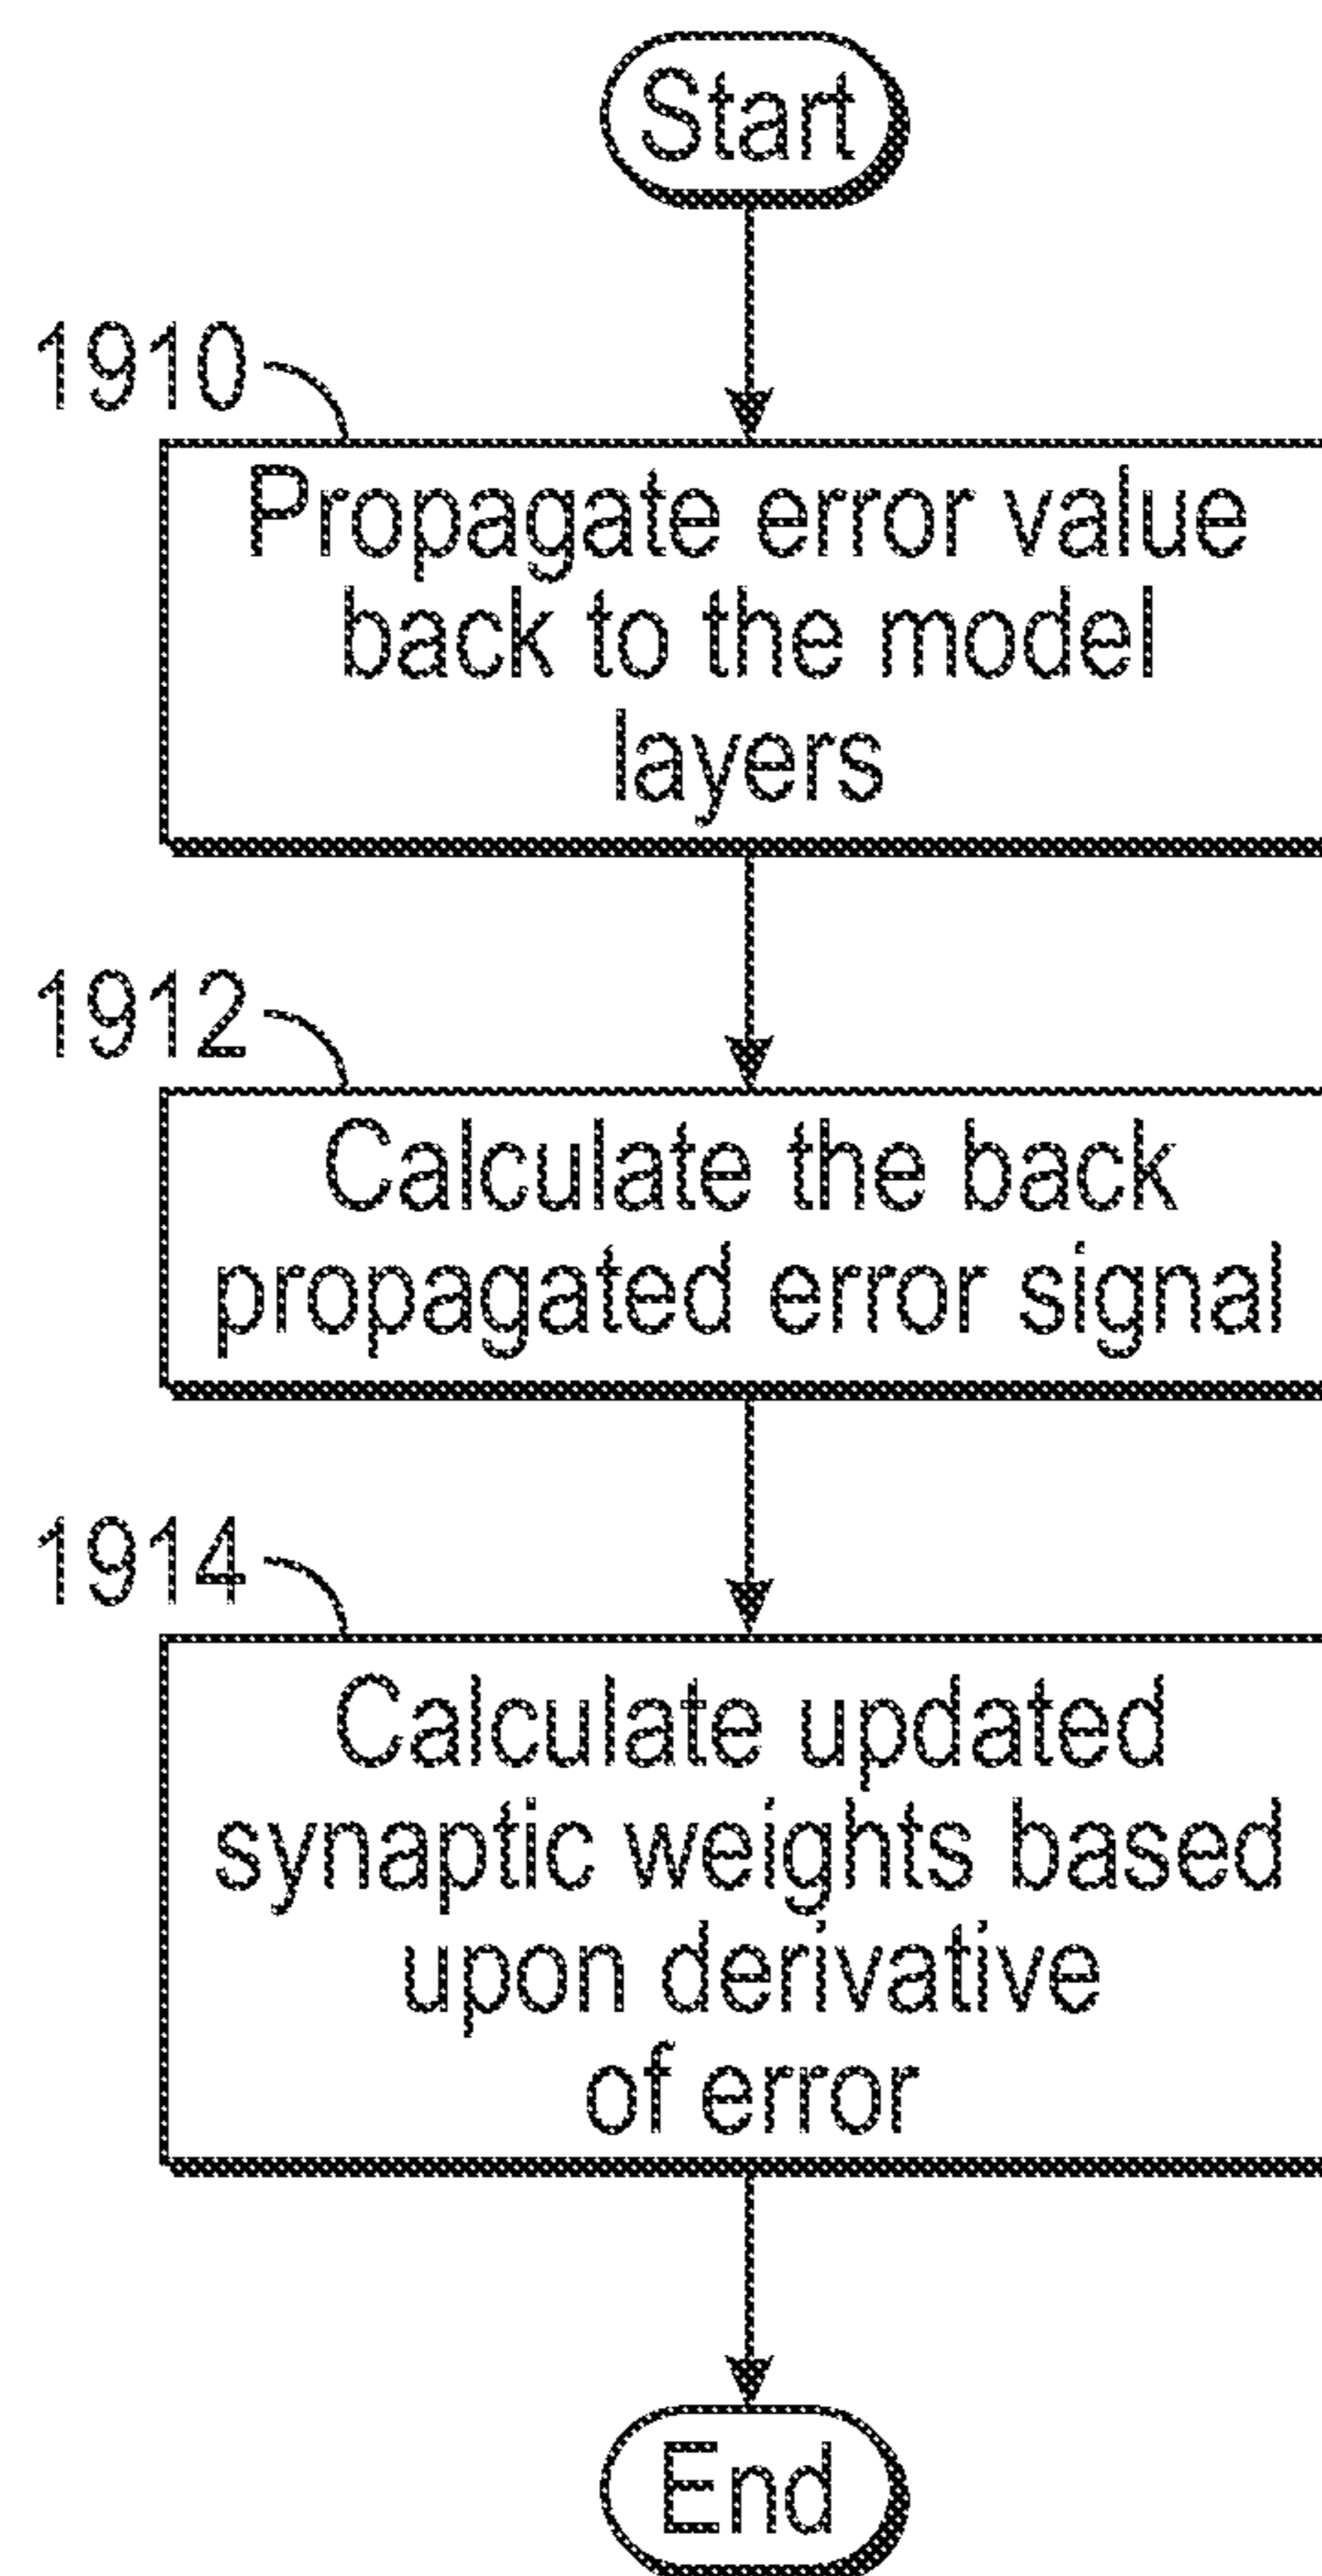 Start
1910
Propagate error value
back to the model
layers
1912
Calculate the back
propagated error signal
1914
Calculate updated
synaptic weights based
upon derivative
of error
End